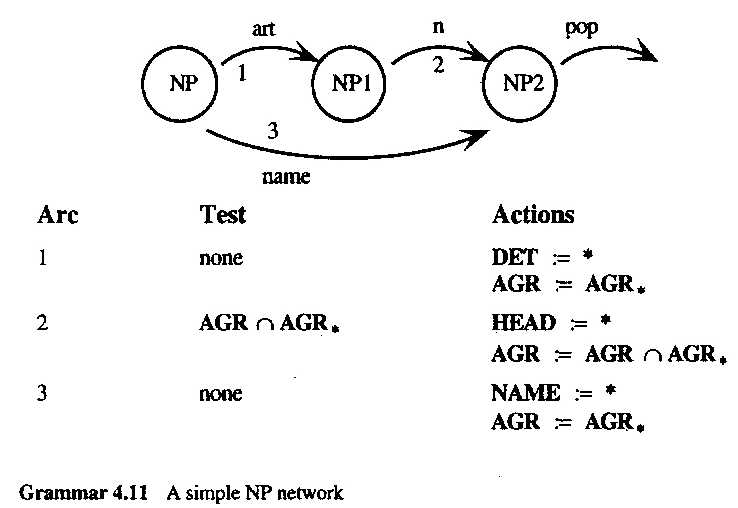 art n pop
NP 1 NP1 2 NP2
3
name
Arc Test Actions
1 none DET := *
AGR := AGR*
2 AGR ∩ AGR* HEAD := *
AGR := AGR ∩ AGR*
3 none NAME := *
AGR := AGR*
Grammar 4.11 A simple NP network